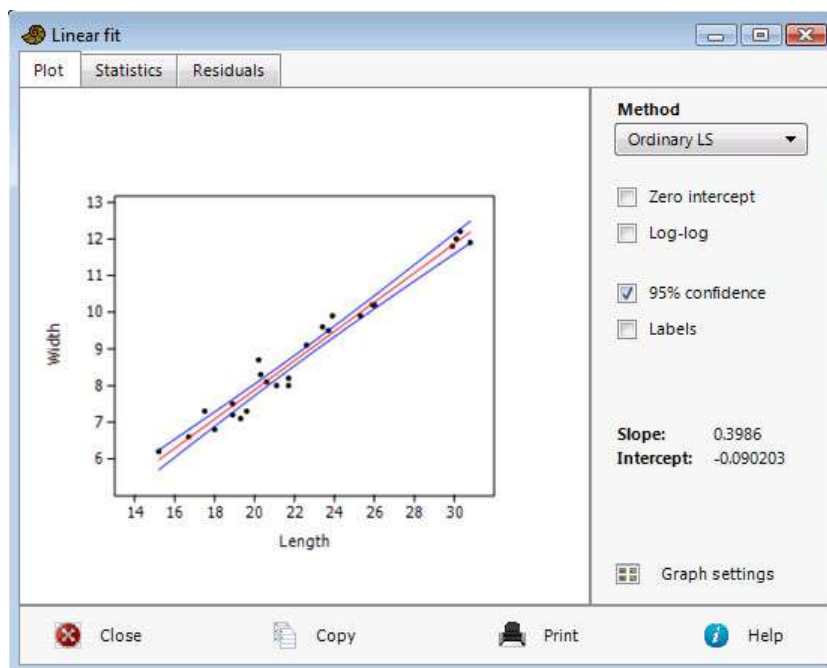 Linear fit
Plot Statistics Residuals
Method
Ordinary LS
Zero intercept
Log-log
95% confidence
Labels
Slope: 0.3986
Intercept: -0.090203
Graph settings
13
12
11
10
9
8
7
6
Width
14 16 18 20 22 24 26 28 30
Length
Close Copy Print Help